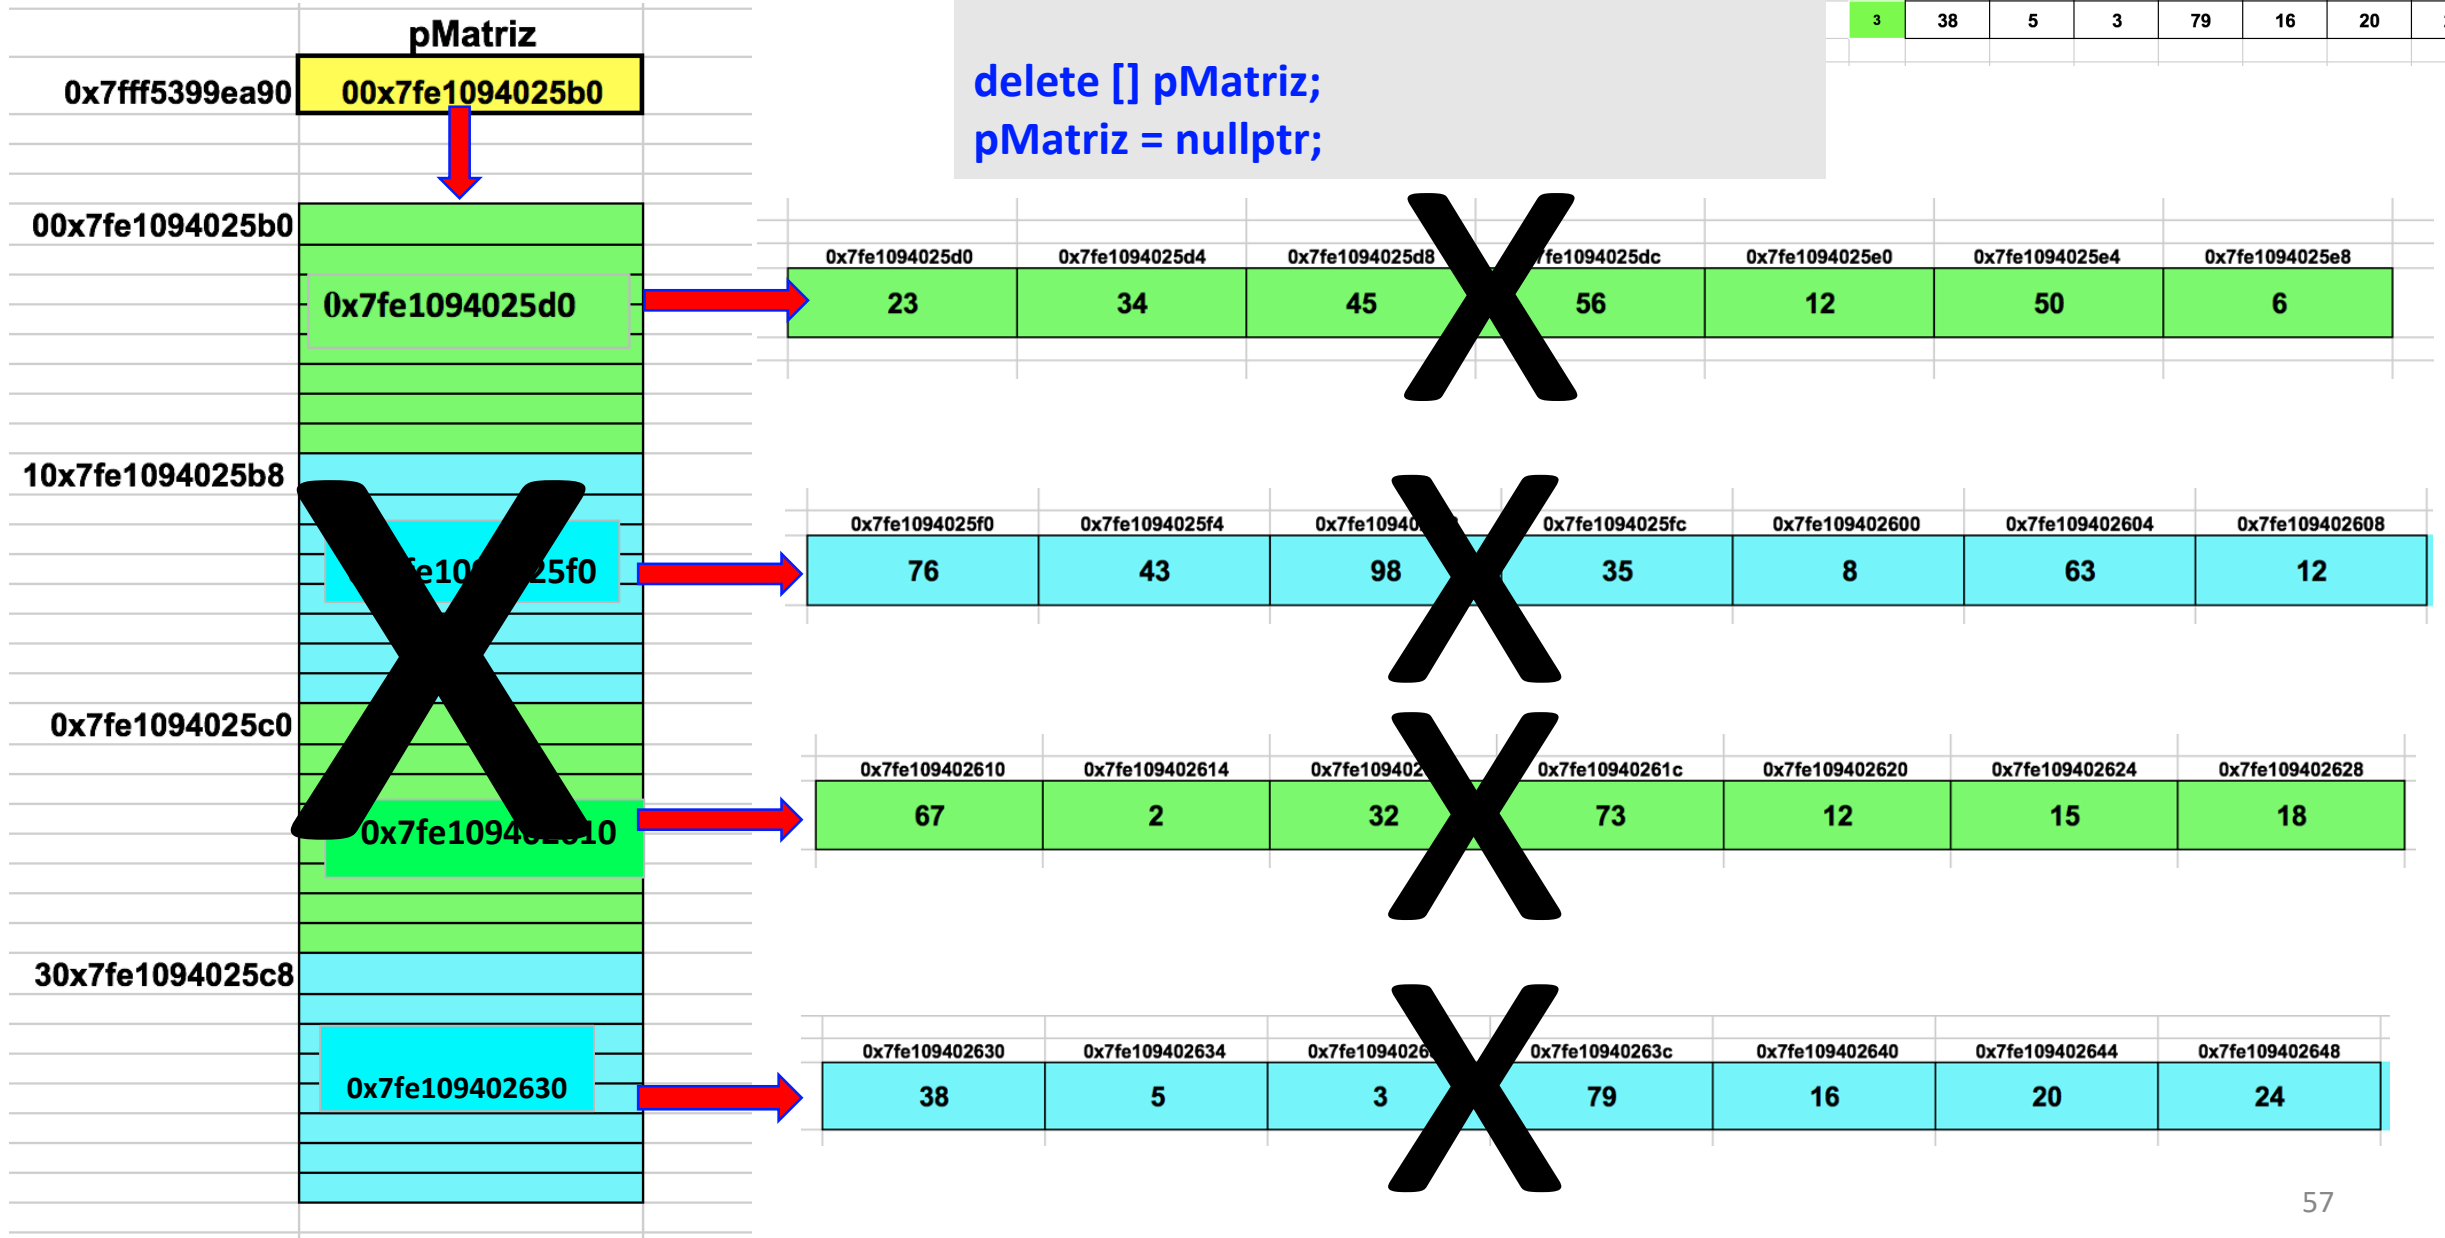 pMatriz
0x7fff5399ea90 00x7fe1094025b0
delete [] pMatriz;
pMatriz = nullptr;
3 38 5 3 79 16 20
00x7fe1094025b0
0x7fe1094025d0
0x7fe1094025d0 0x7fe1094025d4 0x7fe1094025d8 7fe1094025dc 0x7fe1094025e0 0x7fe1094025e4 0x7fe1094025e8
23 34 45 56 12 50 6
10x7fe1094025b8
25f0
0x7fe1094025f0 0x7fe1094025f4 0x7fe1094025fc 0x7fe109402600 0x7fe109402604 0x7fe109402608
76 43 98 35 8 63 12
0x7fe1094025c0
0x7fe109402610
0x7fe109402610 0x7fe109402614 0x7fe10940261c 0x7fe109402620 0x7fe109402624 0x7fe109402628
67 2 32 73 12 15 18
30x7fe1094025c8
0x7fe109402630
0x7fe109402630 0x7fe109402634 0x7fe10940263c 0x7fe109402640 0x7fe109402644 0x7fe109402648
38 5 3 79 16 20 24
57